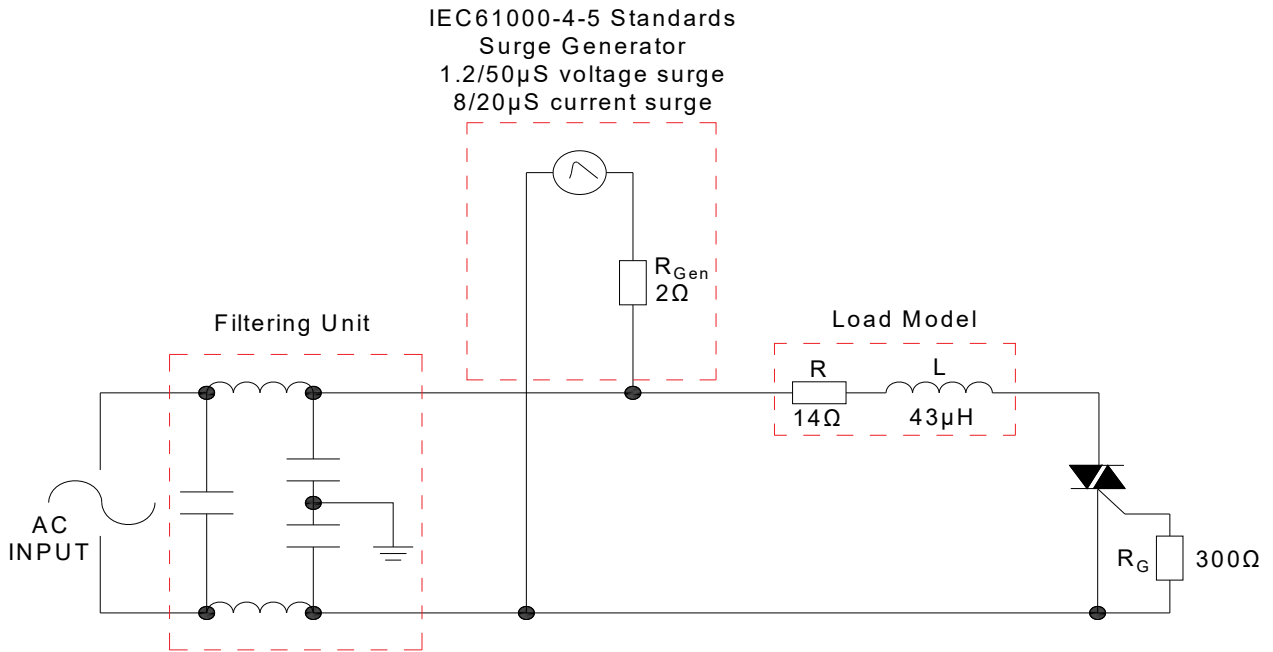 IEC61000-4-5 Standards
Surge Generator
1.2/50µS voltage surge
8/20µS current surge
RGen
2Ω
Filtering Unit
Load Model
R
L
14Ω
43µH
AC
INPUT
RG
300Ω